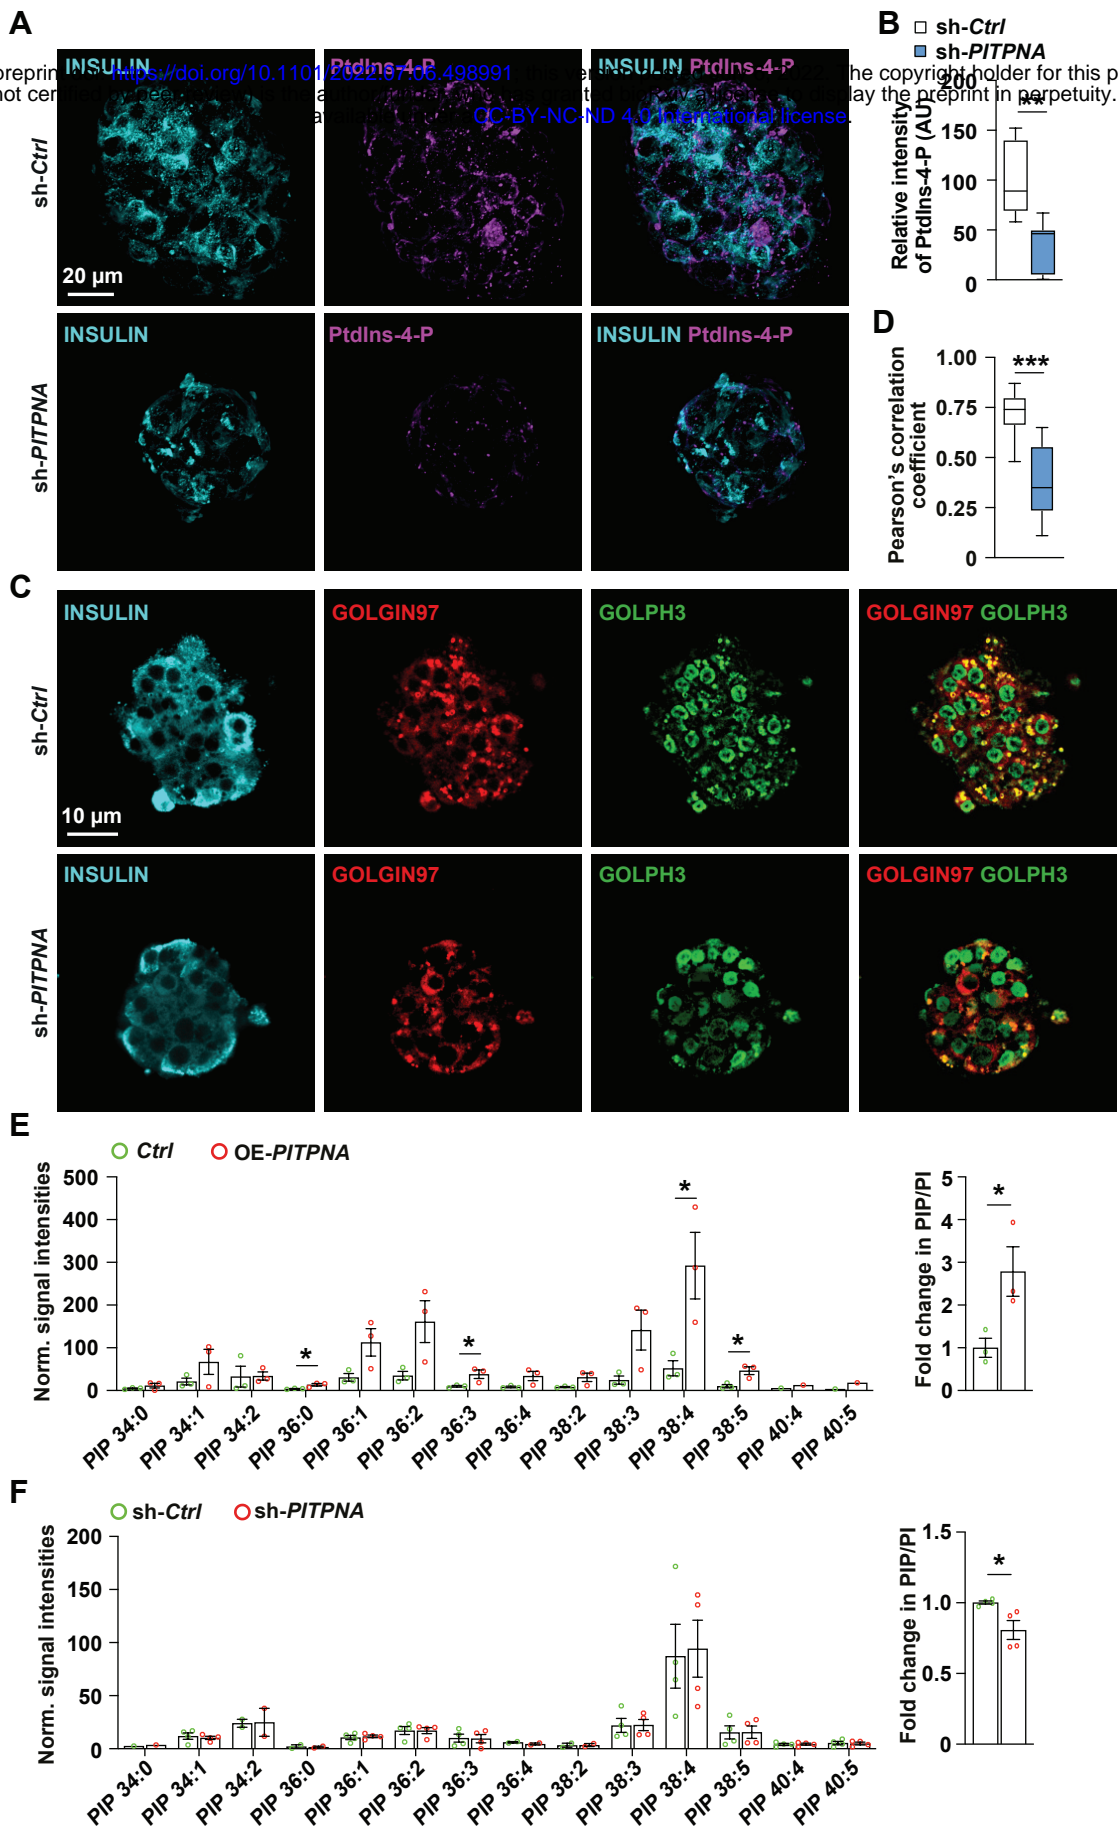 A
B
sh-Ctrl
sh-PITPNA
https://doi.org/10.1101/2022.07.06.498991
The copyright holder for this
display the preprint in perpetuity.
CC-BY-NC-ND 4.0 International license.
INSULIN
PtdIns-4-P
INSULIN PtdIns-4-P
sh-Ctrl
20 µm
Relative intensity
of PtdIns-4-P (AU)
200
150
100
50
0
**
INSULIN
PtdIns-4-P
INSULIN PtdIns-4-P
sh-PITPNA
D
Pearson's correlation
coefficient
1.00
0.75
0.50
0.25
0
***
C
INSULIN
GOLGIN97
GOLPH3
GOLGIN97 GOLPH3
sh-Ctrl
10 µm
INSULIN
GOLGIN97
GOLPH3
GOLGIN97 GOLPH3
sh-PITPNA
E
Ctrl
OE-PITPNA
Norm. signal intensities
500
400
300
200
100
0
*
*
*
*
PIP 34:0
PIP 34:1
PIP 34:2
PIP 36:0
PIP 36:1
PIP 36:2
PIP 36:3
PIP 36:4
PIP 38:2
PIP 38:3
PIP 38:4
PIP 38:5
PIP 40:4
PIP 40:5
Fold change in PIP/PI
5
4
3
2
1
0
*
F
sh-Ctrl
sh-PITPNA
Norm. signal intensities
200
150
100
50
0
PIP 34:0
PIP 34:1
PIP 34:2
PIP 36:0
PIP 36:1
PIP 36:2
PIP 36:3
PIP 36:4
PIP 38:2
PIP 38:3
PIP 38:4
PIP 38:5
PIP 40:4
PIP 40:5
Fold change in PIP/PI
1.5
1.0
0.5
0
*